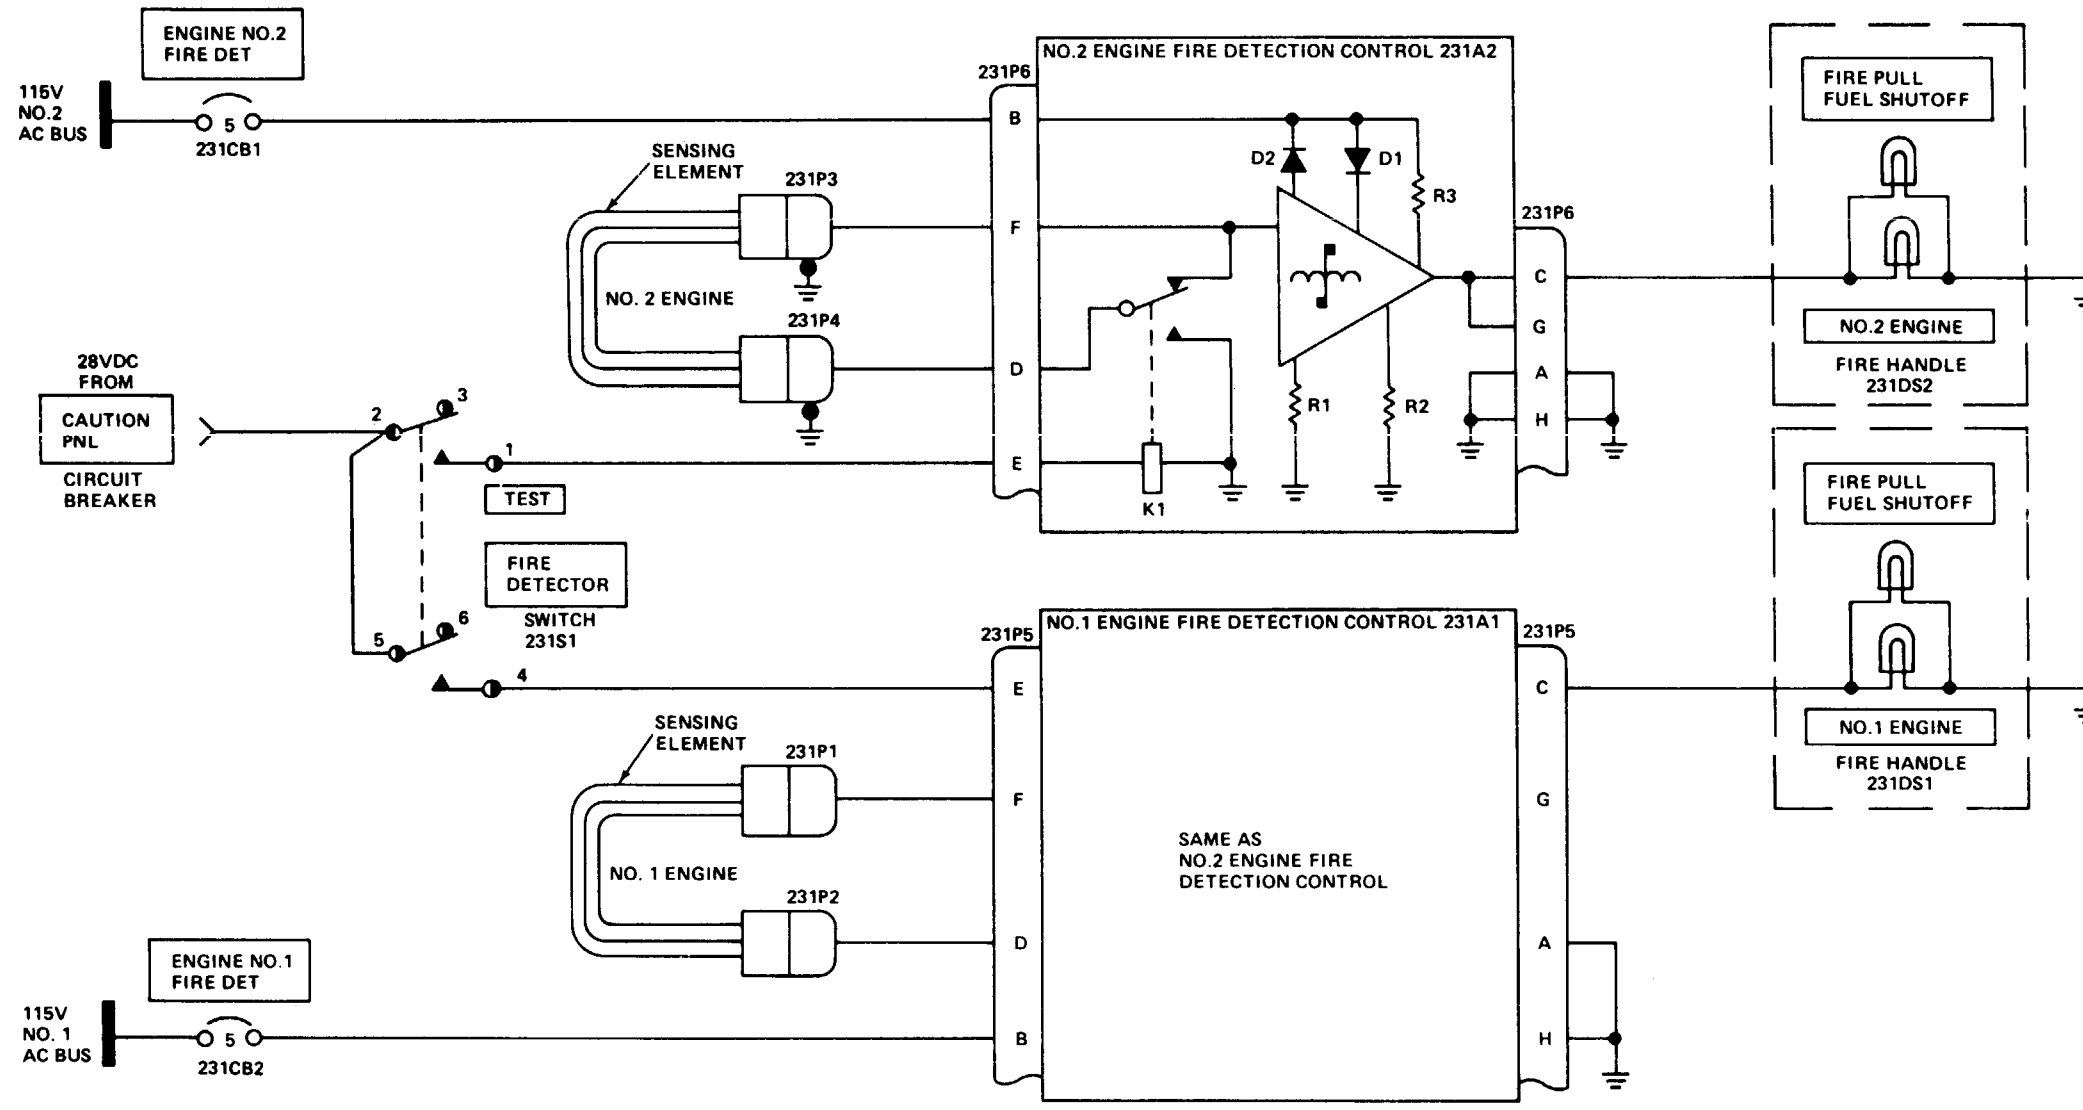 ENGINE NO.2
FIRE DET
115V
NO.2
AC BUS
5
231CB1
SENSING
ELEMENT
231P3
NO. 2 ENGINE
231P4
231P6
B
F
D
E
NO.2 ENGINE FIRE DETECTION CONTROL 231A2
D2
D1
R3
R1
R2
K1
231P6
C
G
A
H
FIRE PULL
FUEL SHUTOFF
NO.2 ENGINE
FIRE HANDLE
231DS2
28VDC
FROM
CAUTION
PNL
CIRCUIT
BREAKER
2
3
1
TEST
FIRE
DETECTOR
SWITCH
231S1
5
6
4
231P5
E
F
D
B
NO.1 ENGINE FIRE DETECTION CONTROL 231A1
SAME AS
NO.2 ENGINE FIRE
DETECTION CONTROL
231P5
C
G
A
H
FIRE PULL
FUEL SHUTOFF
NO.1 ENGINE
FIRE HANDLE
231DS1
SENSING
ELEMENT
231P1
NO. 1 ENGINE
231P2
ENGINE NO.1
FIRE DET
115V
NO. 1
AC BUS
5
231CB2